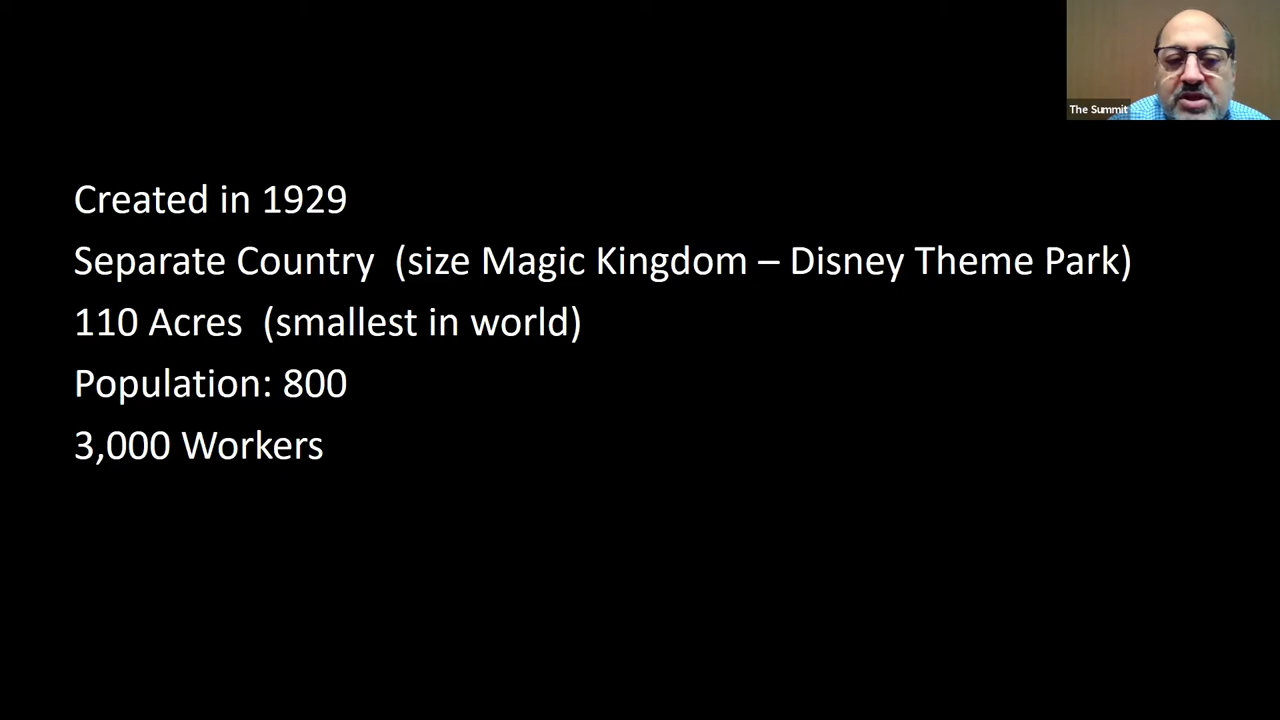 The Summit
Created in 1929
Separate Country (size Magic Kingdom – Disney Theme Park)
110 Acres (smallest in world)
Population: 800
3,000 Workers